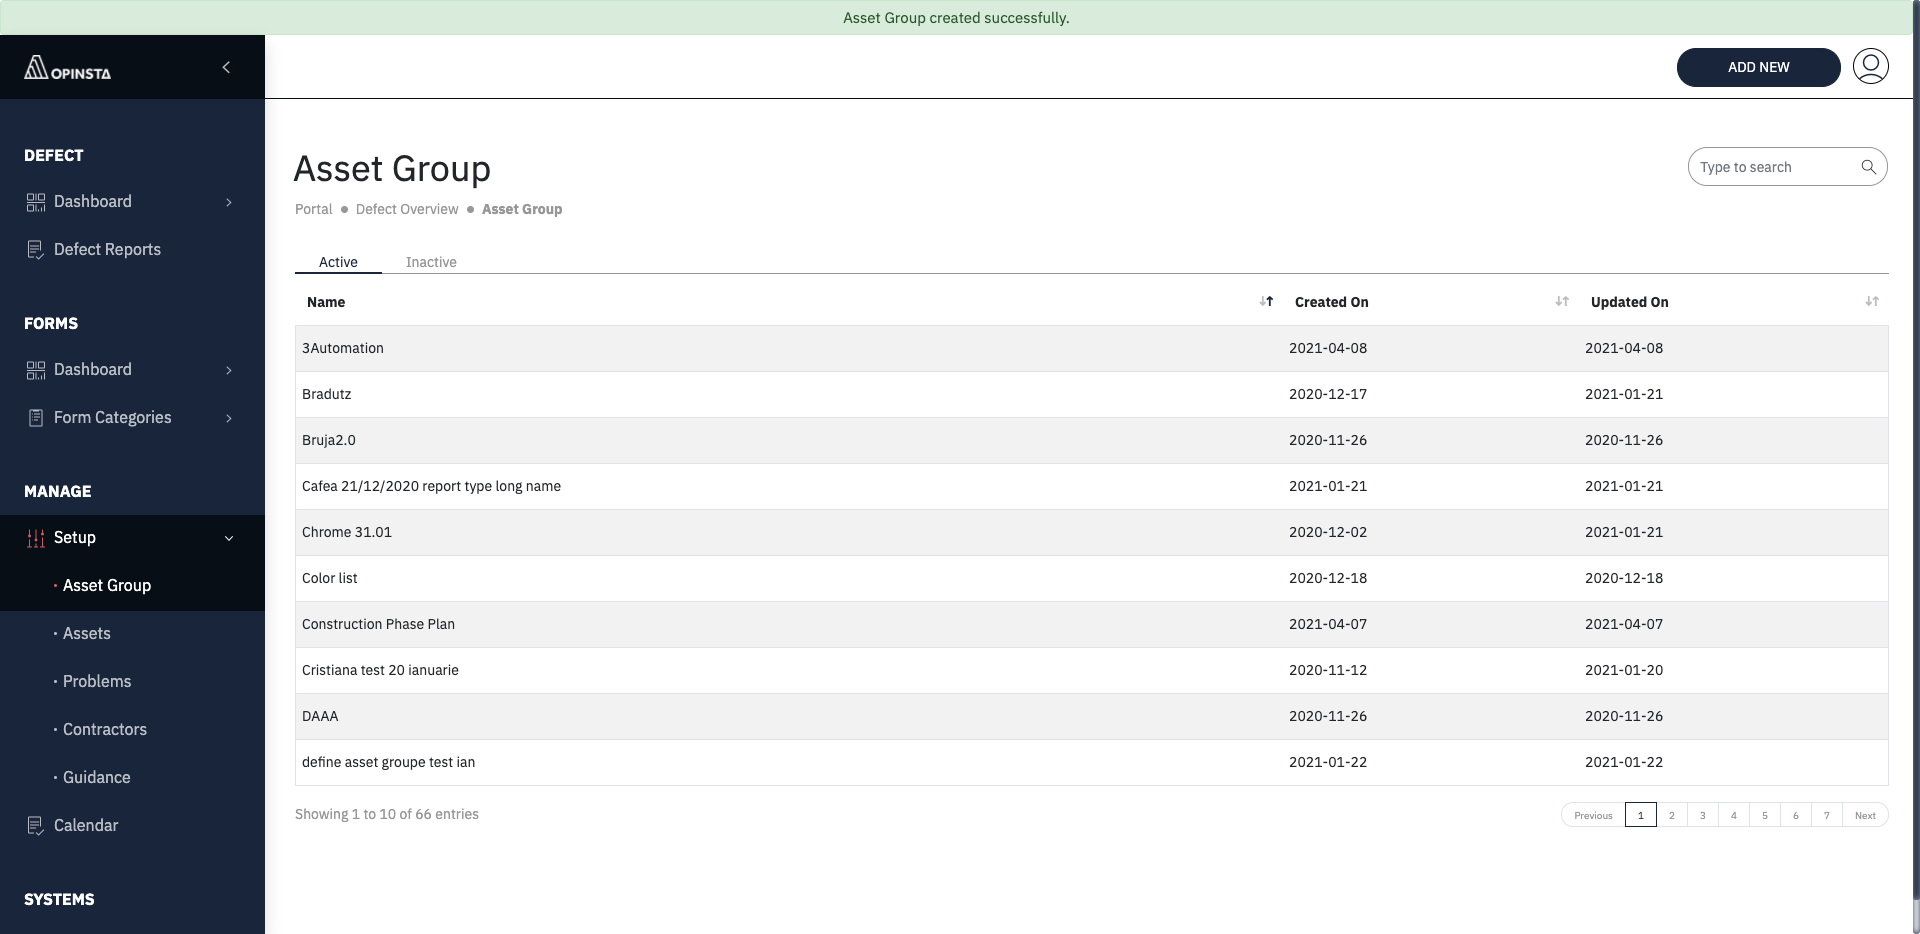 Asset Group created successfully.
OPINSTA
ADD NEW
DEFECT
Dashboard
Defect Reports
FORMS
Dashboard
Form Categories
MANAGE
Setup
· Asset Group
· Assets
· Problems
· Contractors
· Guidance
Calendar
SYSTEMS
Asset Group
Type to search
Portal ● Defect Overview ● Asset Group
Active Inactive
Name Created On Updated On
3Automation 2021-04-08 2021-04-08
Bradutz 2020-12-17 2021-01-21
Bruja2.0 2020-11-26 2020-11-26
Cafea 21/12/2020 report type long name 2021-01-21 2021-01-21
Chrome 31.01 2020-12-02 2021-01-21
Color list 2020-12-18 2020-12-18
Construction Phase Plan 2021-04-07 2021-04-07
Cristiana test 20 ianuarie 2020-11-12 2021-01-20
DAAA 2020-11-26 2020-11-26
define asset groupe test ian 2021-01-22 2021-01-22
Showing 1 to 10 of 66 entries
Previous 1 2 3 4 5 6 7 Next